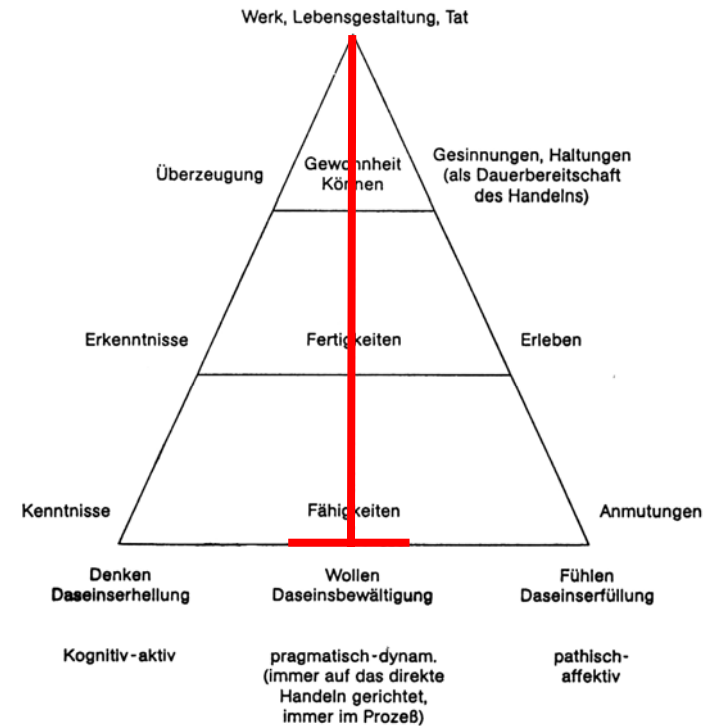 Werk, Lebensgestaltung, Tat
Überzeugung
Gewohnheit
Können
Gesinnungen, Haltungen
(als Dauerbereitschaft
des Handelns)
Erkenntnisse
Fertigkeiten
Erleben
Kenntnisse
Fähigkeiten
Anmutungen
Denken
Daseinserhellung
Wollen
Daseinsbewältigung
Fühlen
Daseinserfüllung
Kognitiv-aktiv
pragmatisch-dynam.
(immer auf das direkte
Handeln gerichtet,
immer im Prozeß)
pathisch-
affektiv